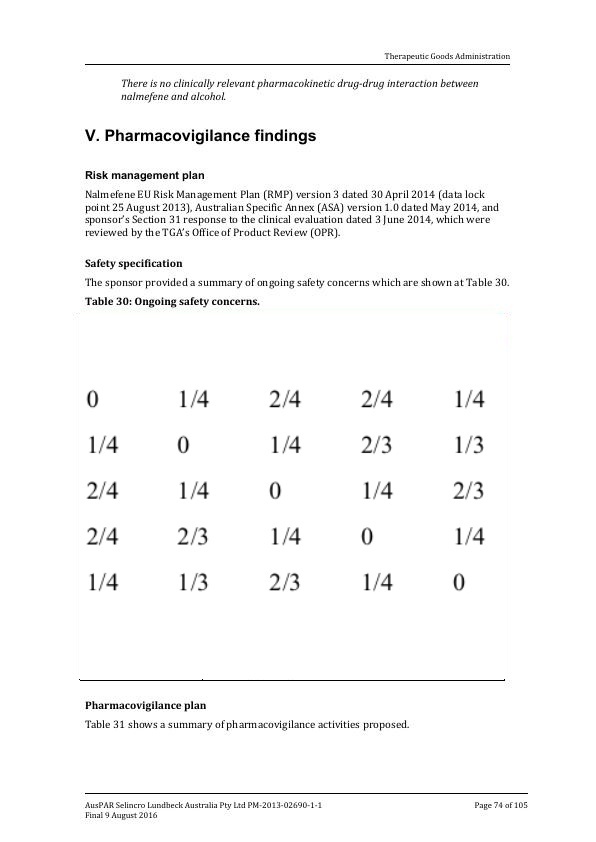 Therapeutic Goods Administration
There is no clinically relevant pharmacokinetic drug-drug interaction between
nalmefene and alcohol.
V. Pharmacovigilance findings
Risk management plan
Nalmefene EU Risk Management Plan (RMP) version 3 dated 30 April 2014 (data lock
point 25 August 2013), Australian Specific Annex (ASA) version 1.0 dated May 2014, and
sponsor's Section 31 response to the clinical evaluation dated 3 June 2014, which were
reviewed by the TGA's Office of Product Review (OPR).
Safety specification
The sponsor provided a summary of ongoing safety concerns which are shown at Table 30.
Table 30: Ongoing safety concerns.
0 1/4 2/4 2/4 1/4
1/4 0 1/4 2/3 1/3
2/4 1/4 0 1/4 2/3
2/4 2/3 1/4 0 1/4
1/4 1/3 2/3 1/4 0
Pharmacovigilance plan
Table 31 shows a summary of pharmacovigilance activities proposed.
AusPAR Selincro Lundbeck Australia Pty Ltd PM-2013-02690-1-1 Page 74 of 105
Final 9 August 2016